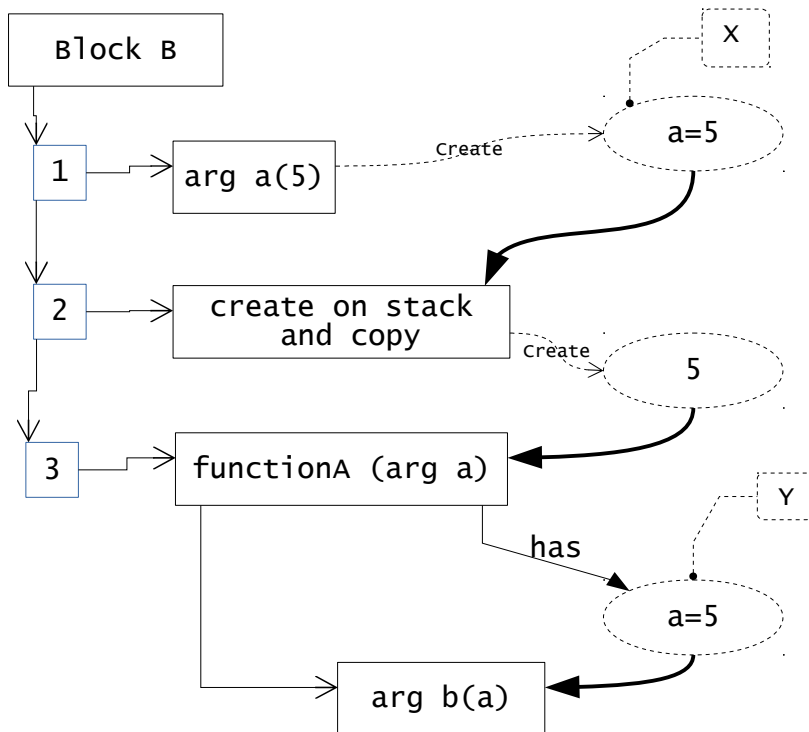 Block B
X
a=5
1
arg a(5)
Create
2
create on stack
and copy
Create
5
3
functionA (arg a)
Y
has
a=5
arg b(a)